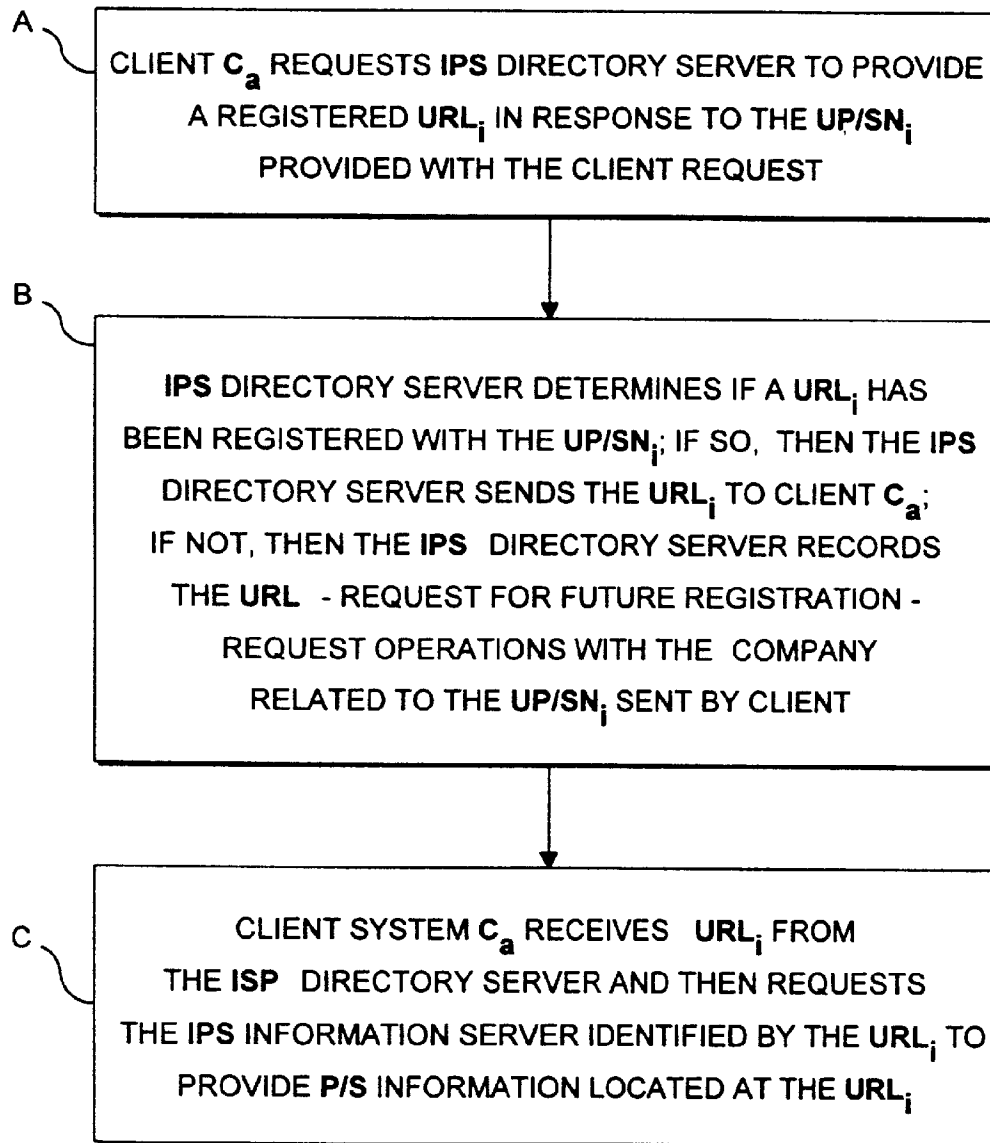 A
CLIENT Ca REQUESTS IPS DIRECTORY SERVER TO PROVIDE
A REGISTERED URLi IN RESPONSE TO THE UP/SNi
PROVIDED WITH THE CLIENT REQUEST
B
IPS DIRECTORY SERVER DETERMINES IF A URLi HAS
BEEN REGISTERED WITH THE UP/SNi; IF SO, THEN THE IPS
DIRECTORY SERVER SENDS THE URLi TO CLIENT Ca;
IF NOT, THEN THE IPS DIRECTORY SERVER RECORDS
THE URL - REQUEST FOR FUTURE REGISTRATION -
REQUEST OPERATIONS WITH THE COMPANY
RELATED TO THE UP/SNi SENT BY CLIENT
C
CLIENT SYSTEM Ca RECEIVES URLi FROM
THE ISP DIRECTORY SERVER AND THEN REQUESTS
THE IPS INFORMATION SERVER IDENTIFIED BY THE URLi TO
PROVIDE P/S INFORMATION LOCATED AT THE URLi